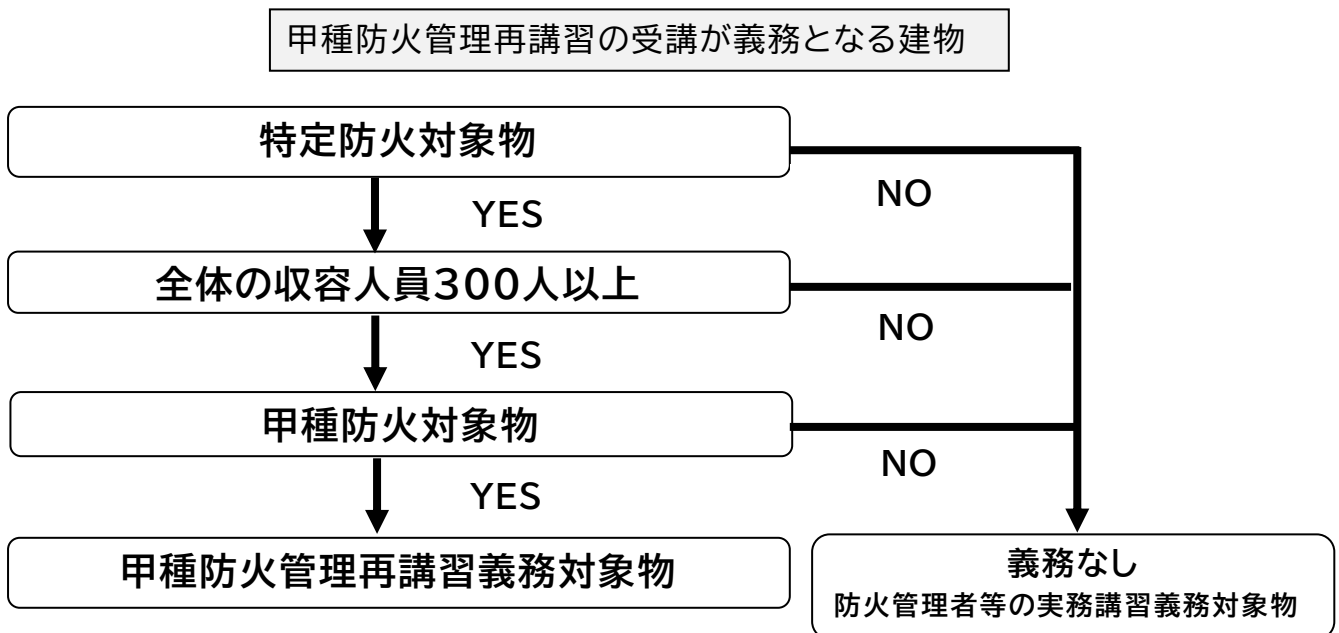 甲種防火管理再講習の受講が義務となる建物
特定防火対象物
NO
YES
全体の収容人員300人以上
NO
YES
甲種防火対象物
NO
YES
甲種防火管理再講習義務対象物
義務なし
防火管理者等の実務講習義務対象物